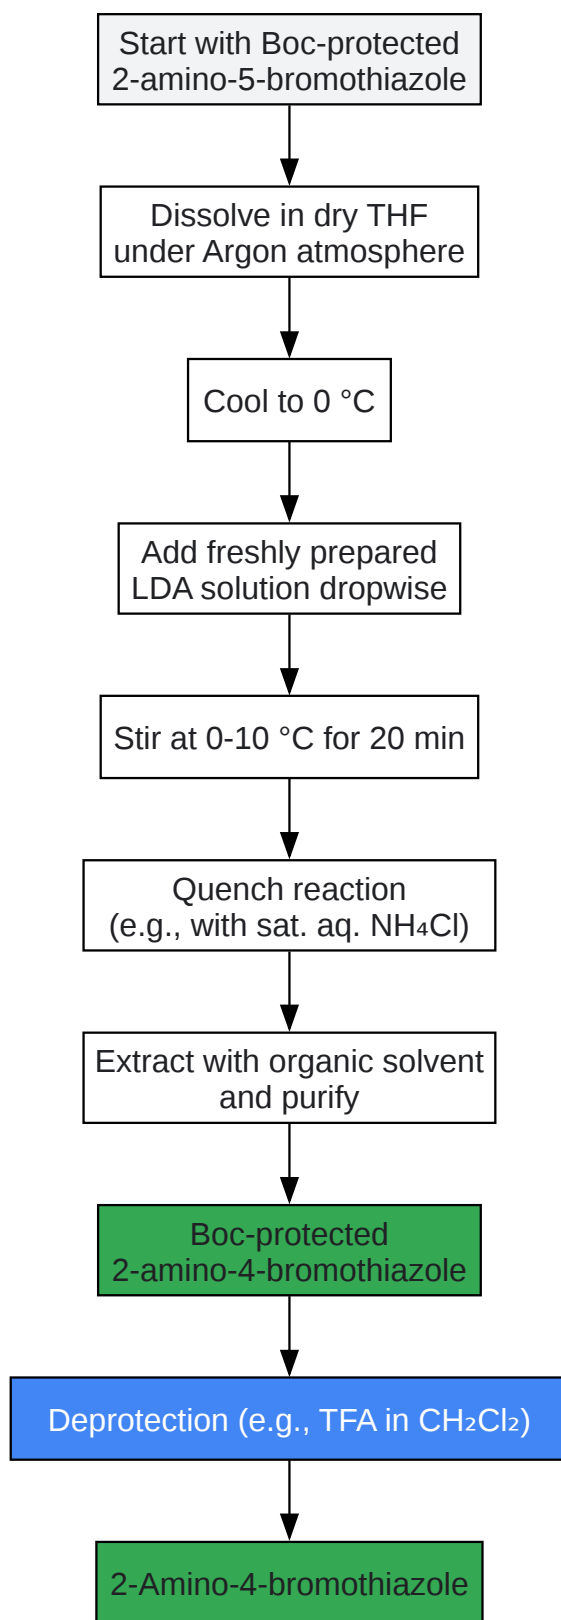 Start with Boc-protected
2-amino-5-bromothiazole
Dissolve in dry THF
under Argon atmosphere
Cool to 0 °C
Add freshly prepared
LDA solution dropwise
Stir at 0-10 °C for 20 min
Quench reaction
(e.g., with sat. aq. NH₄Cl)
Extract with organic solvent
and purify
Boc-protected
2-amino-4-bromothiazole
Deprotection (e.g., TFA in CH₂Cl₂)
2-Amino-4-bromothiazole